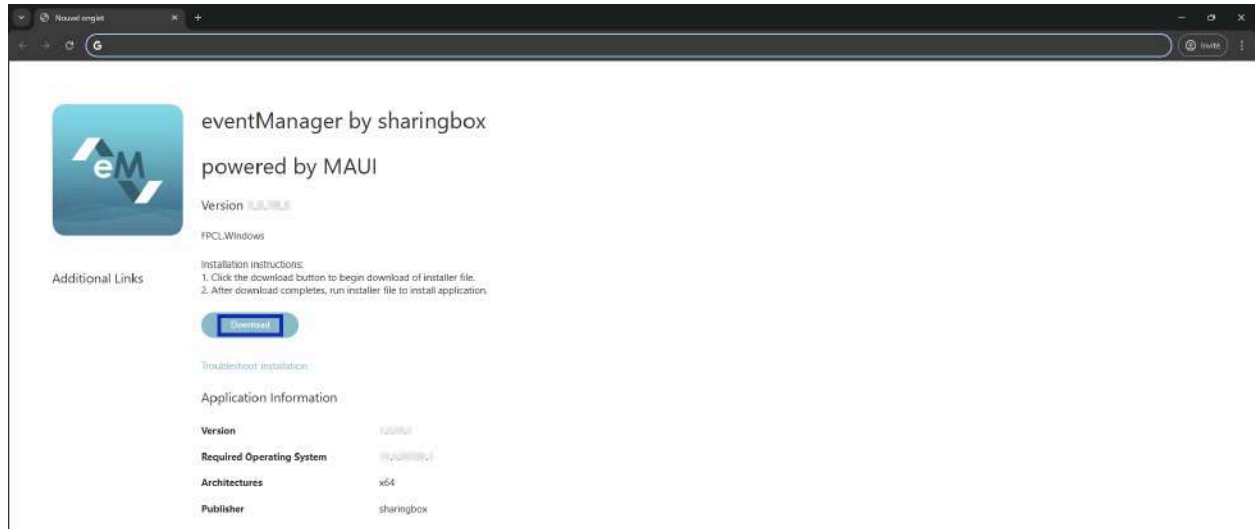 Nouvel onglet
G
Invité
eM
eventManager by sharingbox
powered by MAUI
Version
FPCL.Windows
Additional Links
Installation instructions:
1. Click the download button to begin download of installer file.
2. After download completes, run installer file to install application.
Download
Troubleshoot installation
Application Information
Version
Required Operating System
Architectures x64
Publisher sharingbox